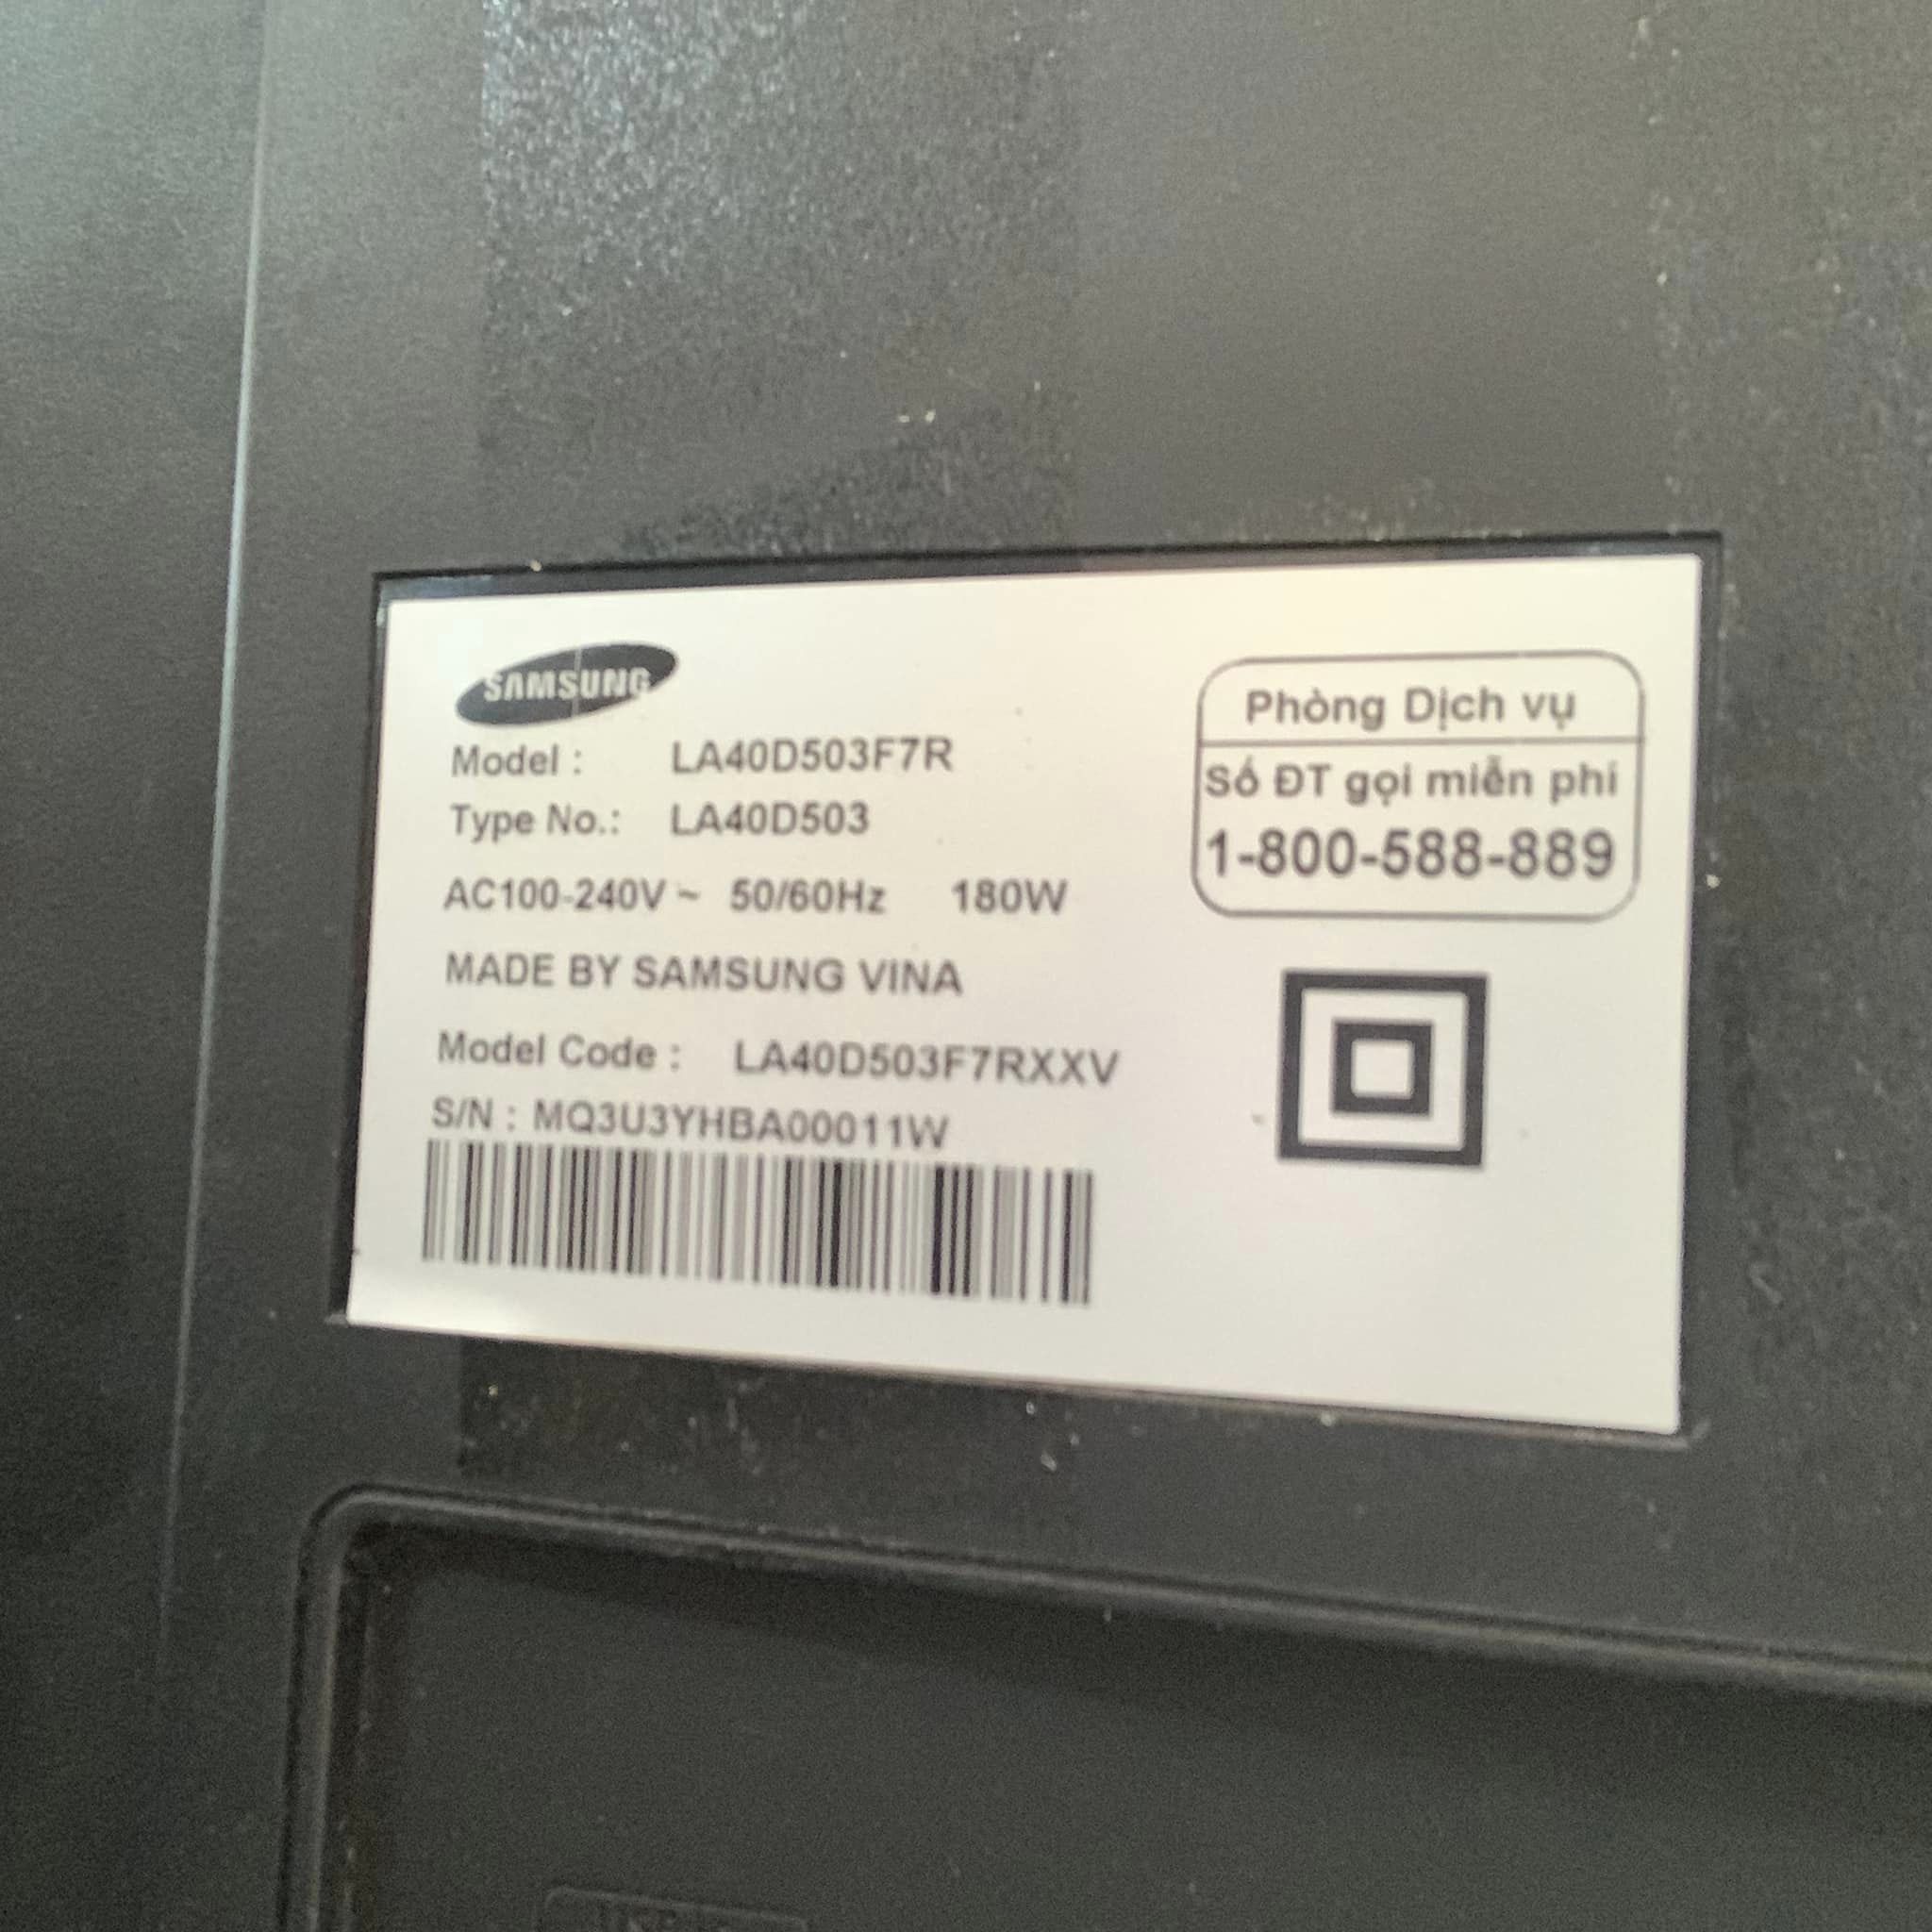 SAMSUNG
Model : LA40D503F7R
Type No.: LA40D503
AC100-240V ~ 50/60Hz 180W
MADE BY SAMSUNG VINA
Model Code : LA40D503F7RXXV
S/N : MQ3U3YHBA00011W
Phòng Dịch vụ
Số ĐT gọi miễn phí
1-800-588-889